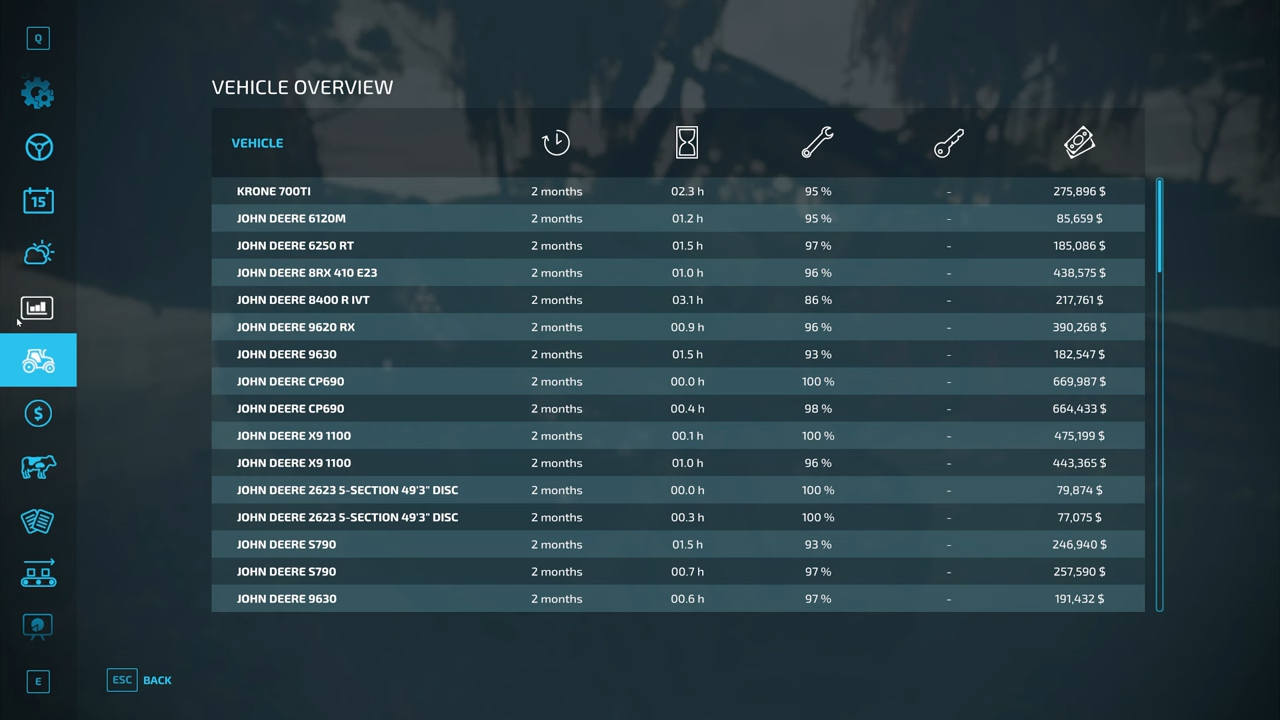 Q
VEHICLE OVERVIEW
VEHICLE
KRONE 700TI 2 months 02.3 h 95 % - 275,896 $
JOHN DEERE 6120M 2 months 01.2 h 95 % - 85,659 $
JOHN DEERE 6250 RT 2 months 01.5 h 97 % - 185,086 $
15
JOHN DEERE 8RX 410 E23 2 months 01.0 h 96 % - 438,575 $
JOHN DEERE 8400 R IVT 2 months 03.1 h 86 % - 217,761 $
JOHN DEERE 9620 RX 2 months 00.9 h 96 % - 390,268 $
JOHN DEERE 9630 2 months 01.5 h 93 % - 182,547 $
JOHN DEERE CP690 2 months 00.0 h 100 % - 669,987 $
JOHN DEERE CP690 2 months 00.4 h 98 % - 664,433 $
$
JOHN DEERE X9 1100 2 months 00.1 h 100 % - 475,199 $
JOHN DEERE X9 1100 2 months 01.0 h 96 % - 443,365 $
JOHN DEERE 2623 5-SECTION 49'3" DISC 2 months 00.0 h 100 % - 79,874 $
JOHN DEERE 2623 5-SECTION 49'3" DISC 2 months 00.3 h 100 % - 77,075 $
JOHN DEERE S790 2 months 01.5 h 93 % - 246,940 $
JOHN DEERE S790 2 months 00.7 h 97 % - 257,590 $
JOHN DEERE 9630 2 months 00.6 h 97 % - 191,432 $
E
ESC BACK